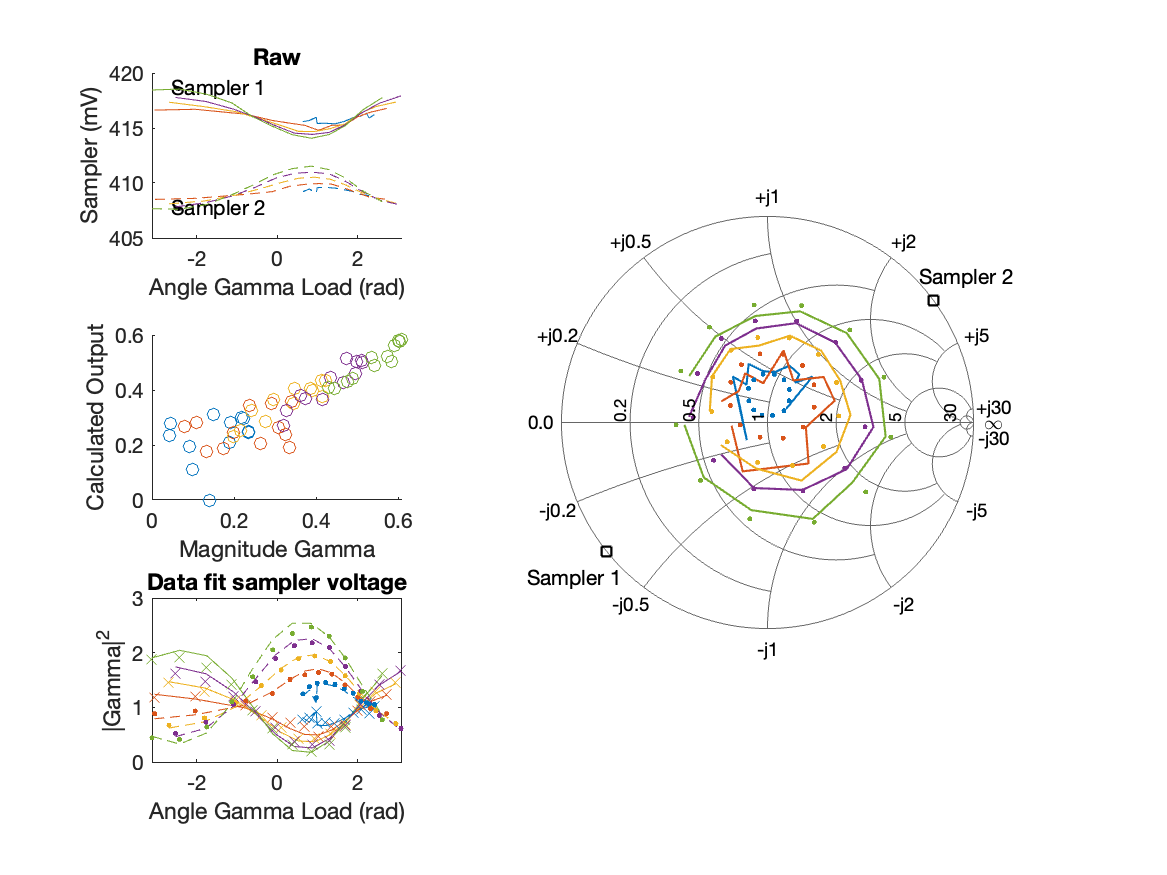 Raw
420
415
410
405
Sampler (mV)
Sampler 1
Sampler 2
-2
0
2
Angle Gamma Load (rad)
0.6
0.4
0.2
0
Calculated Output
0
0.2
0.4
0.6
Magnitude Gamma
Data fit sampler voltage
3
2
1
0
|Gamma|²
-2
0
2
Angle Gamma Load (rad)
+j1
+j0.5
+j2
Sampler 2
+j0.2
+j5
0.0
0.2
0.5
1
2
5
30
+j30
∞
-j30
-j0.2
-j5
Sampler 1
-j0.5
-j2
-j1